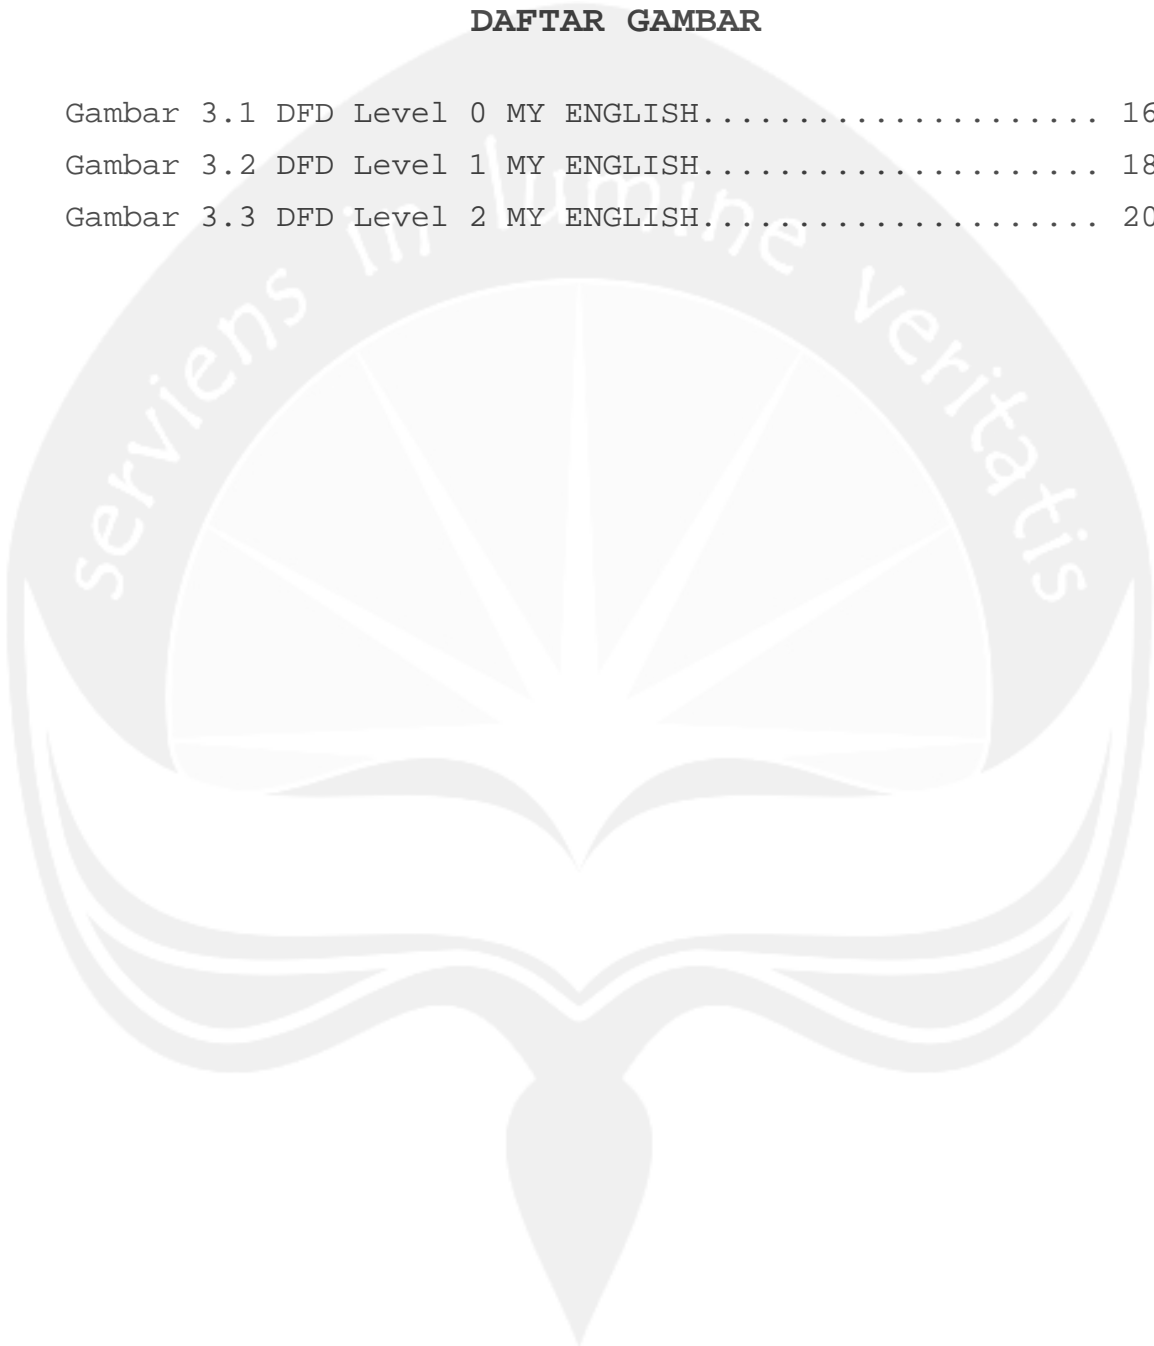 DAFTAR GAMBAR
Gambar 3.1 DFD Level 0 MY ENGLISH..................... 16
Gambar 3.2 DFD Level 1 MY ENGLISH..................... 18
Gambar 3.3 DFD Level 2 MY ENGLISH..................... 20
serviens in lumine veritatis